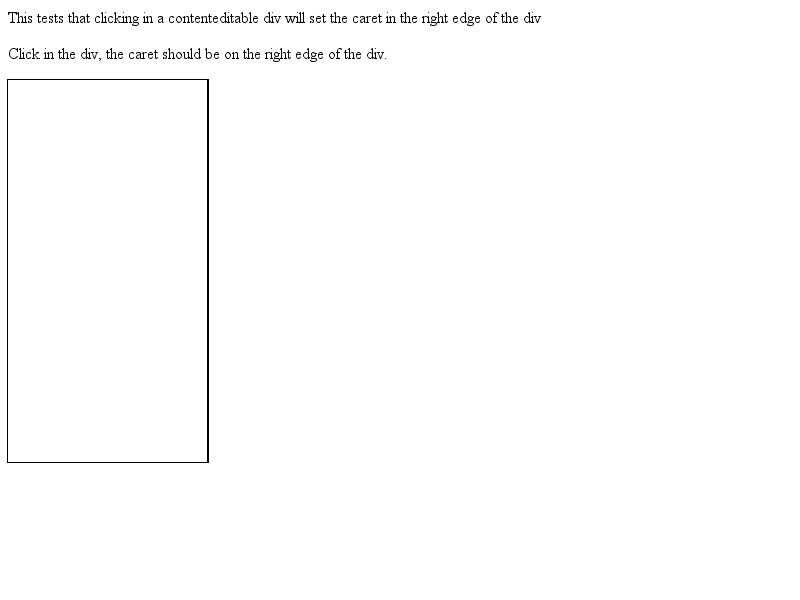 This tests that clicking in a contenteditable div will set the caret in the right edge of the div
Click in the div, the caret should be on the right edge of the div.